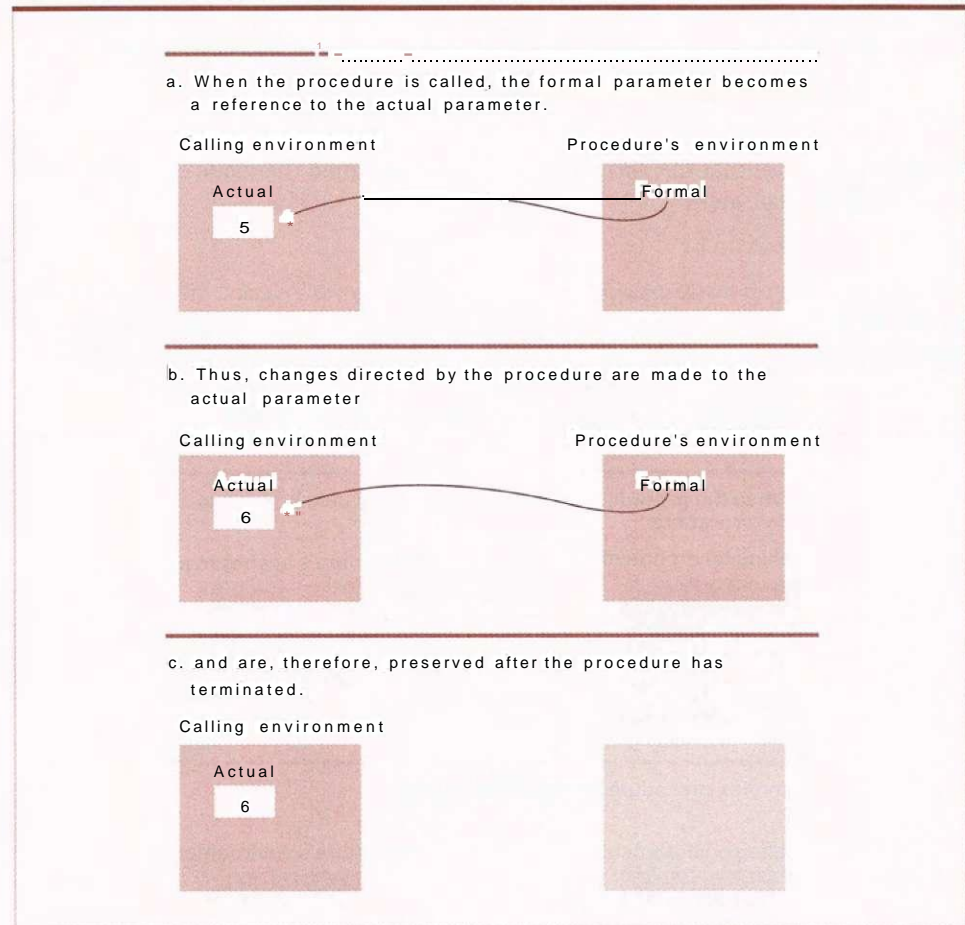 a. When the procedure is called, the formal parameter becomes
a reference to the actual parameter.
Calling environment
Procedure's environment
Actual
Formal
5
b. Thus, changes directed by the procedure are made to the
actual parameter
Calling environment
Procedure's environment
Actual
Formal
6
c. and are, therefore, preserved after the procedure has
terminated.
Calling environment
Actual
6